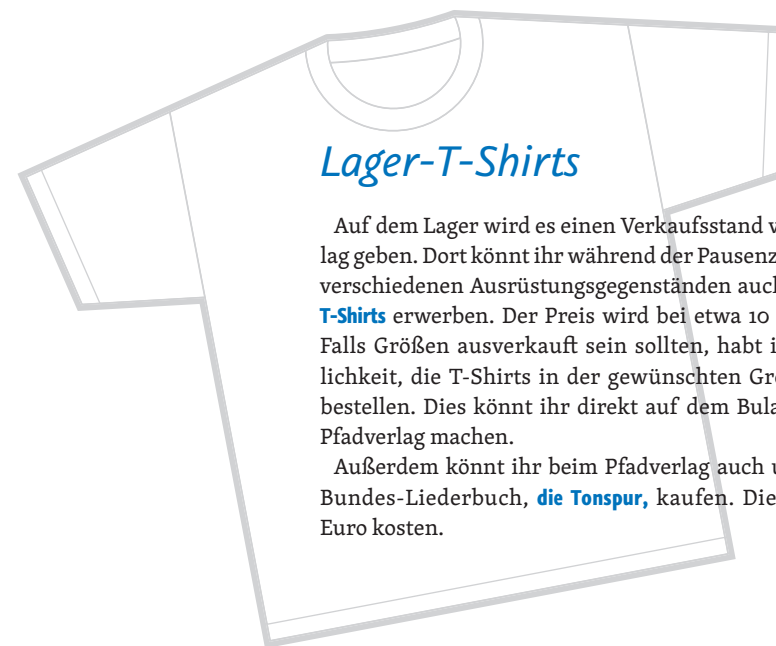 Lager-T-Shirts
Auf dem Lager wird es einen Verkaufsstand v
lag geben. Dort könnt ihr während der Pausenz
verschiedenen Ausrüstungsgegenständen auc
T-Shirts erwerben. Der Preis wird bei etwa 10
Falls Größen ausverkauft sein sollten, habt i
lichkeit, die T-Shirts in der gewünschten Gr
bestellen. Dies könnt ihr direkt auf dem Bula
Pfadverlag machen.
Außerdem könnt ihr beim Pfadverlag auch u
Bundes-Liederbuch, die Tonspur, kaufen. Die
Euro kosten.